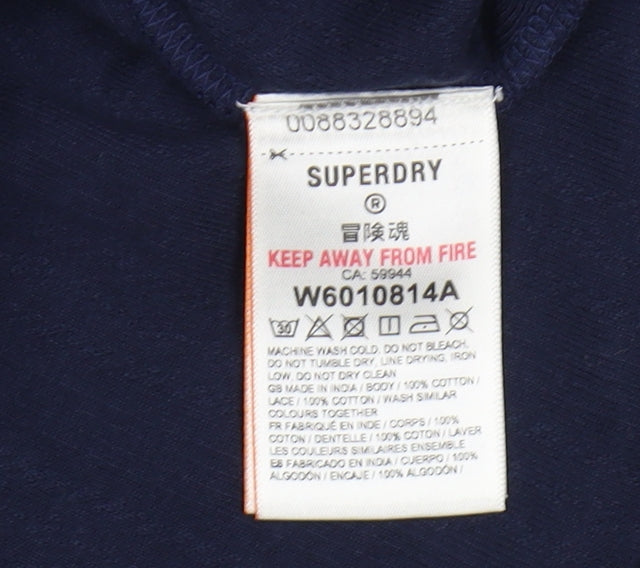 0088328894
SUPERDRY
®
冒険魂
KEEP AWAY FROM FIRE
CA: 59944
W6010814A
30
MACHINE WASH COLD, DO NOT BLEACH,
DO NOT TUMBLE DRY, LINE DRYING, IRON
LOW, DO NOT DRY CLEAN
GB MADE IN INDIA / BODY / 100% COTTON /
LACE / 100% COTTON / WASH SIMILAR
COLOURS TOGETHER
FR FABRIQUÉ EN INDE / CORPS / 100%
COTON / DENTELLE / 100% COTON / LAVER
LES COULEURS SIMILAIRES ENSEMBLE
ES FABRICADO EN INDIA / CUERPO / 100%
ALGODÓN / ENCAJE / 100% ALGODÓN /